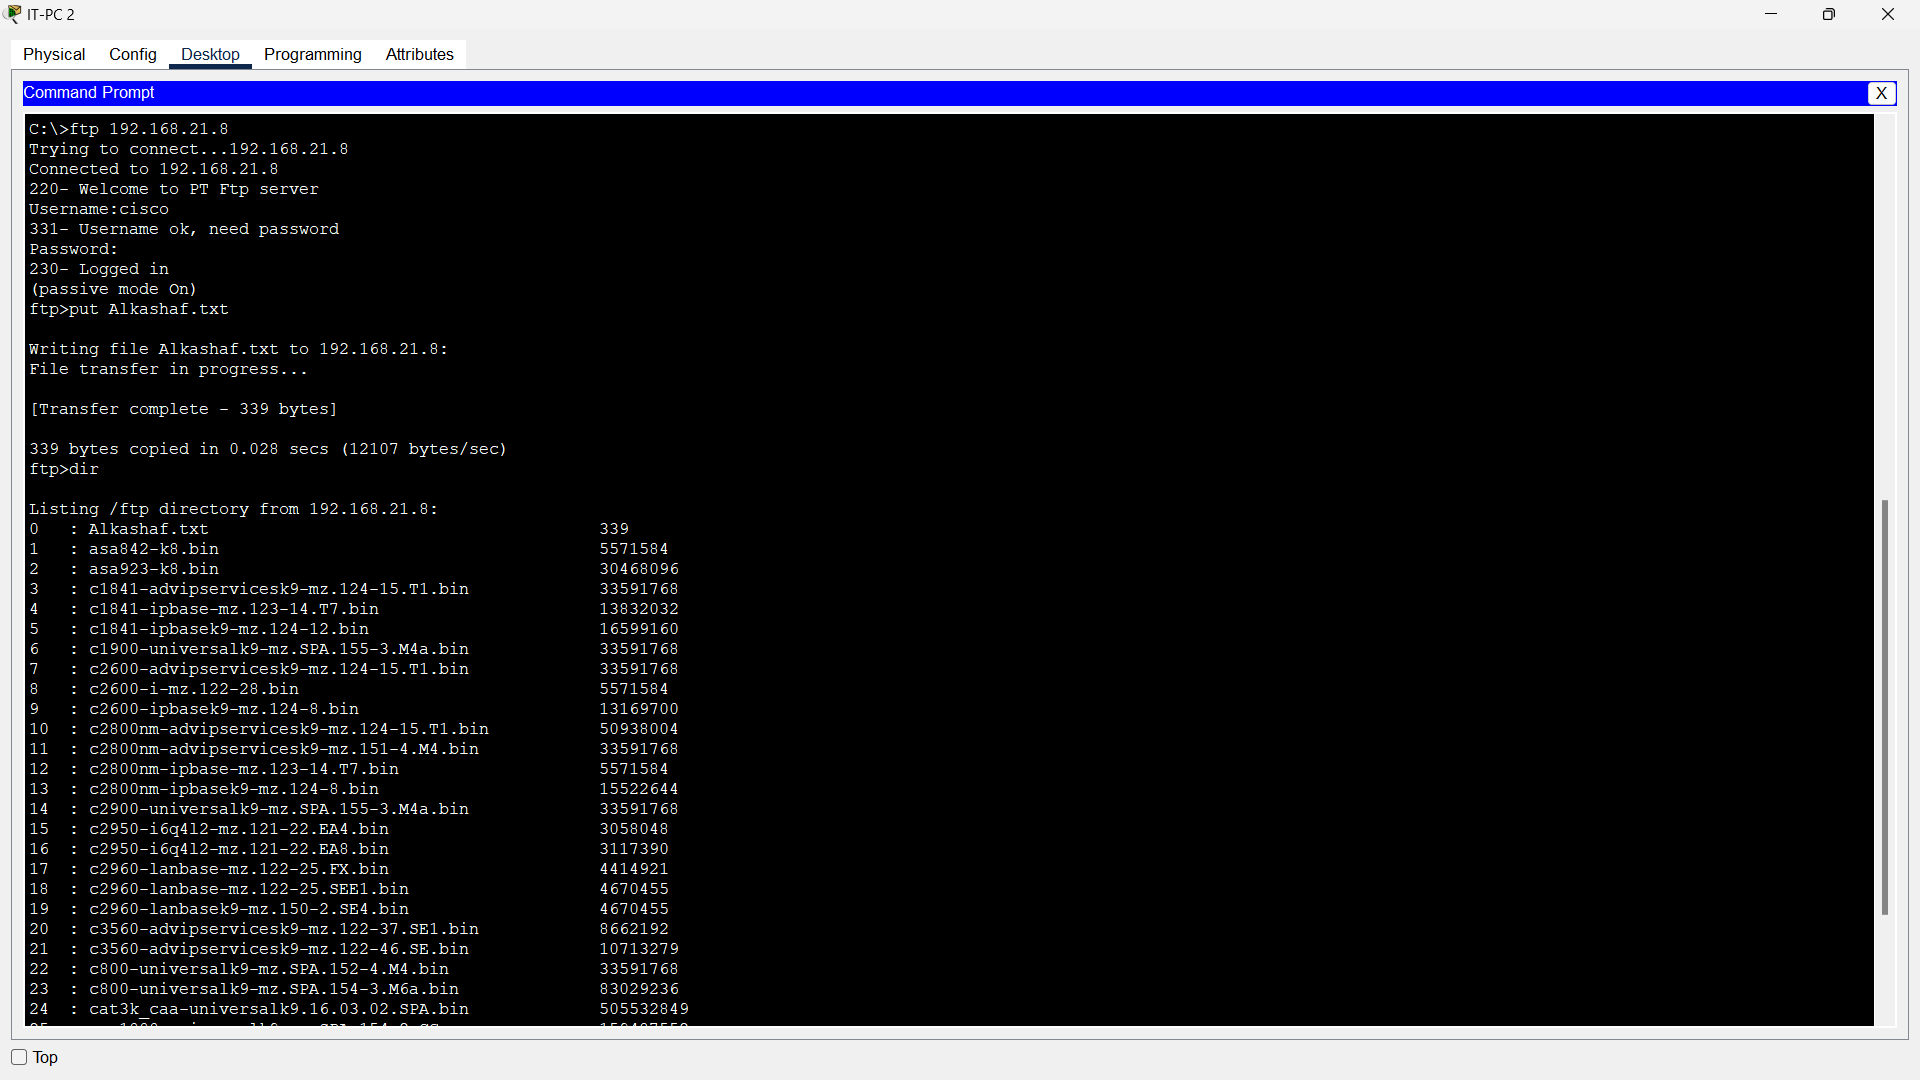 IT-PC 2
Physical Config Desktop Programming Attributes
Command Prompt X
C:\>ftp 192.168.21.8
Trying to connect...192.168.21.8
Connected to 192.168.21.8
220- Welcome to PT Ftp server
Username:cisco
331- Username ok, need password
Password:
230- Logged in
(passive mode On)
ftp>put Alkashaf.txt
Writing file Alkashaf.txt to 192.168.21.8:
File transfer in progress...
[Transfer complete - 339 bytes]
339 bytes copied in 0.028 secs (12107 bytes/sec)
ftp>dir
Listing /ftp directory from 192.168.21.8:
0 : Alkashaf.txt 339
1 : asa842-k8.bin 5571584
2 : asa923-k8.bin 30468096
3 : c1841-advipservicesk9-mz.124-15.T1.bin 33591768
4 : c1841-ipbase-mz.123-14.T7.bin 13832032
5 : c1841-ipbasek9-mz.124-12.bin 16599160
6 : c1900-universalk9-mz.SPA.155-3.M4a.bin 33591768
7 : c2600-advipservicesk9-mz.124-15.T1.bin 33591768
8 : c2600-i-mz.122-28.bin 5571584
9 : c2600-ipbasek9-mz.124-8.bin 13169700
10 : c2800nm-advipservicesk9-mz.124-15.T1.bin 50938004
11 : c2800nm-advipservicesk9-mz.151-4.M4.bin 33591768
12 : c2800nm-ipbase-mz.123-14.T7.bin 5571584
13 : c2800nm-ipbasek9-mz.124-8.bin 15522644
14 : c2900-universalk9-mz.SPA.155-3.M4a.bin 33591768
15 : c2950-i6q4l2-mz.121-22.EA4.bin 3058048
16 : c2950-i6q4l2-mz.121-22.EA8.bin 3117390
17 : c2960-lanbase-mz.122-25.FX.bin 4414921
18 : c2960-lanbase-mz.122-25.SEE1.bin 4670455
19 : c2960-lanbasek9-mz.150-2.SE4.bin 4670455
20 : c3560-advipservicesk9-mz.122-37.SE1.bin 8662192
21 : c3560-advipservicesk9-mz.122-46.SE.bin 10713279
22 : c800-universalk9-mz.SPA.152-4.M4.bin 33591768
23 : c800-universalk9-mz.SPA.154-3.M6a.bin 83029236
24 : cat3k_caa-universalk9.16.03.02.SPA.bin 505532849
Top